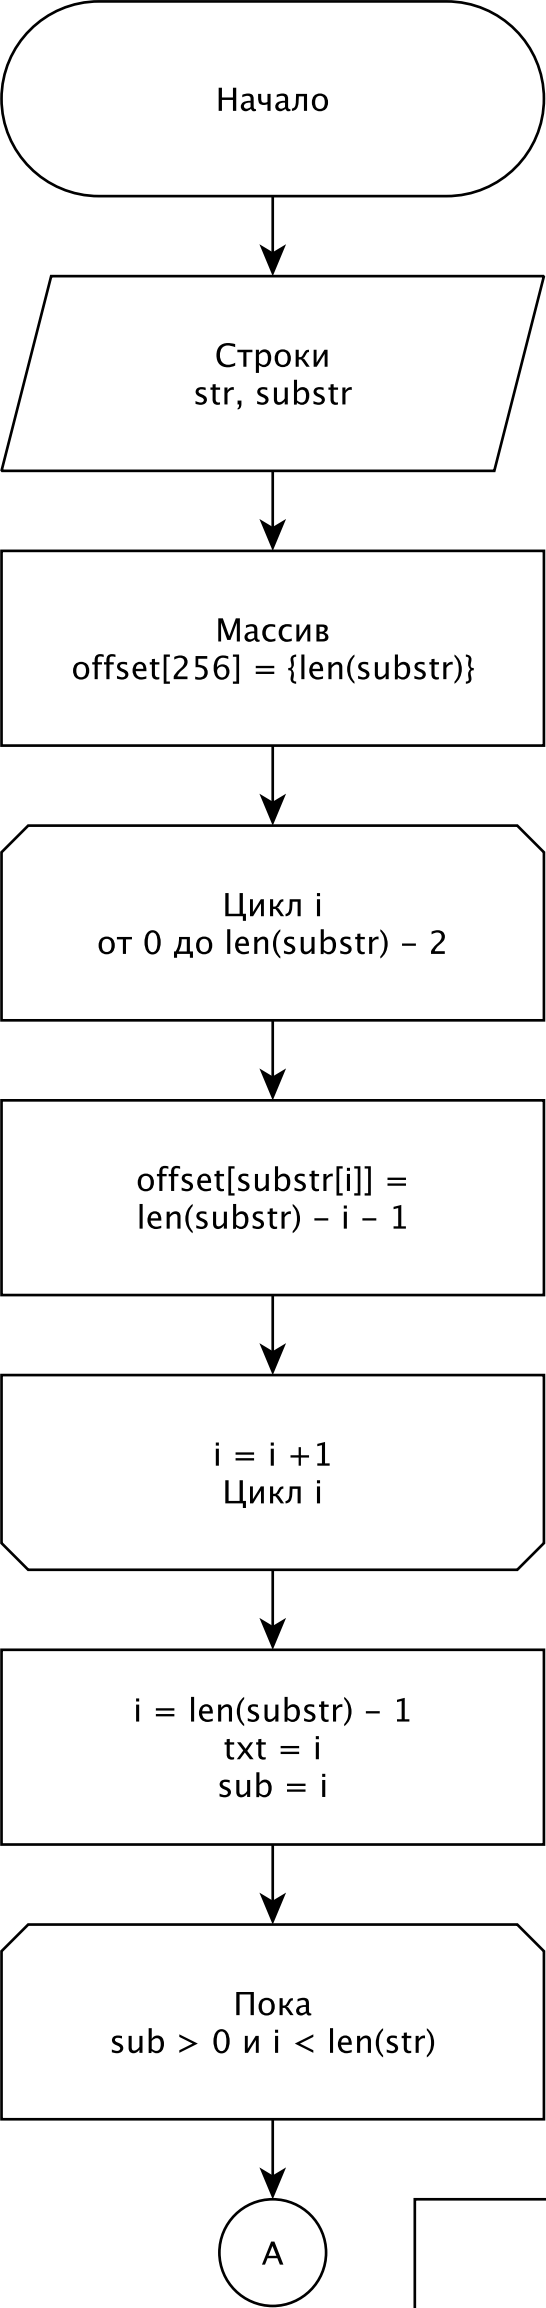 Начало
Строки
str, substr
Массив
offset[256] = {len(substr)}
Цикл i
от 0 до len(substr) – 2
offset[substr[i]] =
len(substr) – i – 1
i = i +1
Цикл i
i = len(substr) – 1
txt = i
sub = i
Пока
sub > 0 и i < len(str)
A